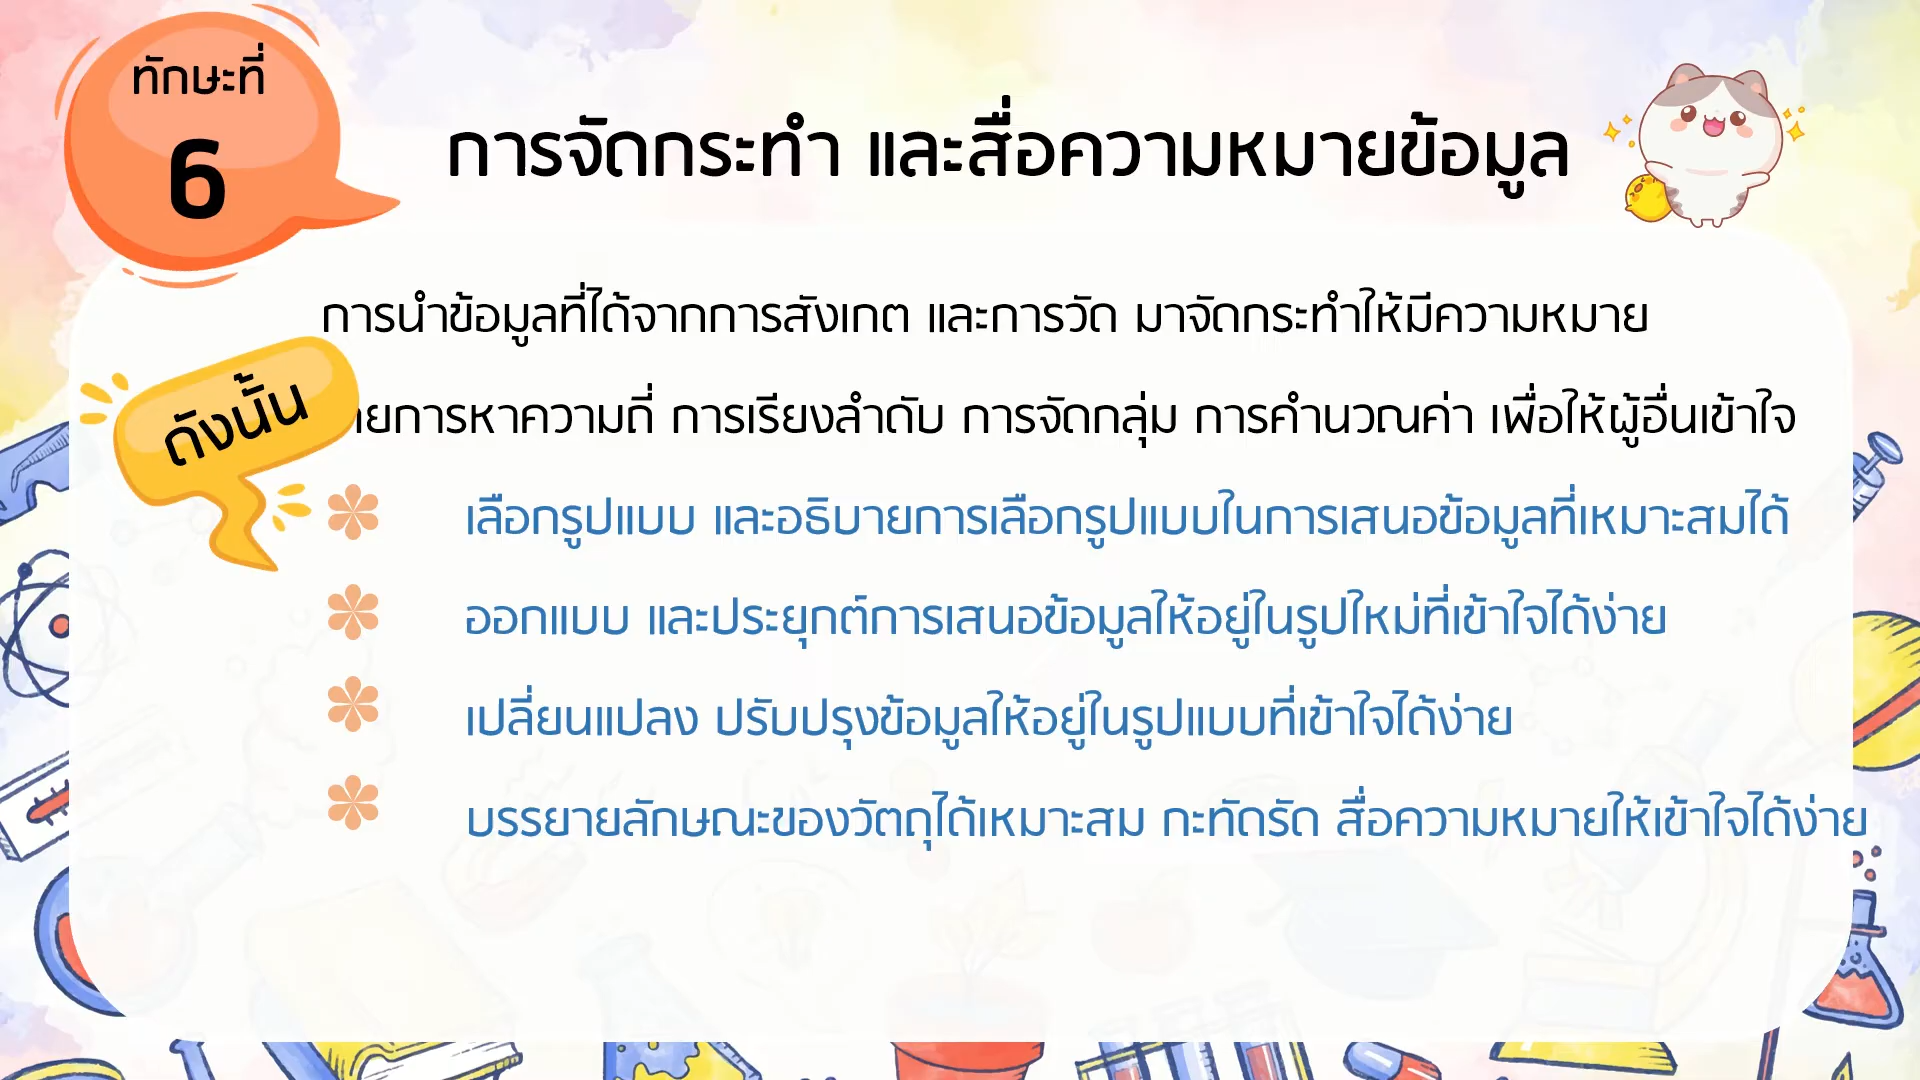 ทักษะที่
6
การจัดกระทำ และสื่อความหมายข้อมูล
การนำข้อมูลที่ได้จากการสังเกต และการวัด มาจัดกระทำให้มีความหมาย
ดังนั้น
การหาความถี่ การเรียงลำดับ การจัดกลุ่ม การคำนวณค่า เพื่อให้ผู้อื่นเข้าใจ
เลือกรูปแบบ และอธิบายการเลือกรูปแบบในการเสนอข้อมูลที่เหมาะสมได้
ออกแบบ และประยุกต์การเสนอข้อมูลให้อยู่ในรูปใหม่ที่เข้าใจได้ง่าย
เปลี่ยนแปลง ปรับปรุงข้อมูลให้อยู่ในรูปแบบที่เข้าใจได้ง่าย
บรรยายลักษณะของวัตถุได้เหมาะสม กะทัดรัด สื่อความหมายให้เข้าใจได้ง่าย